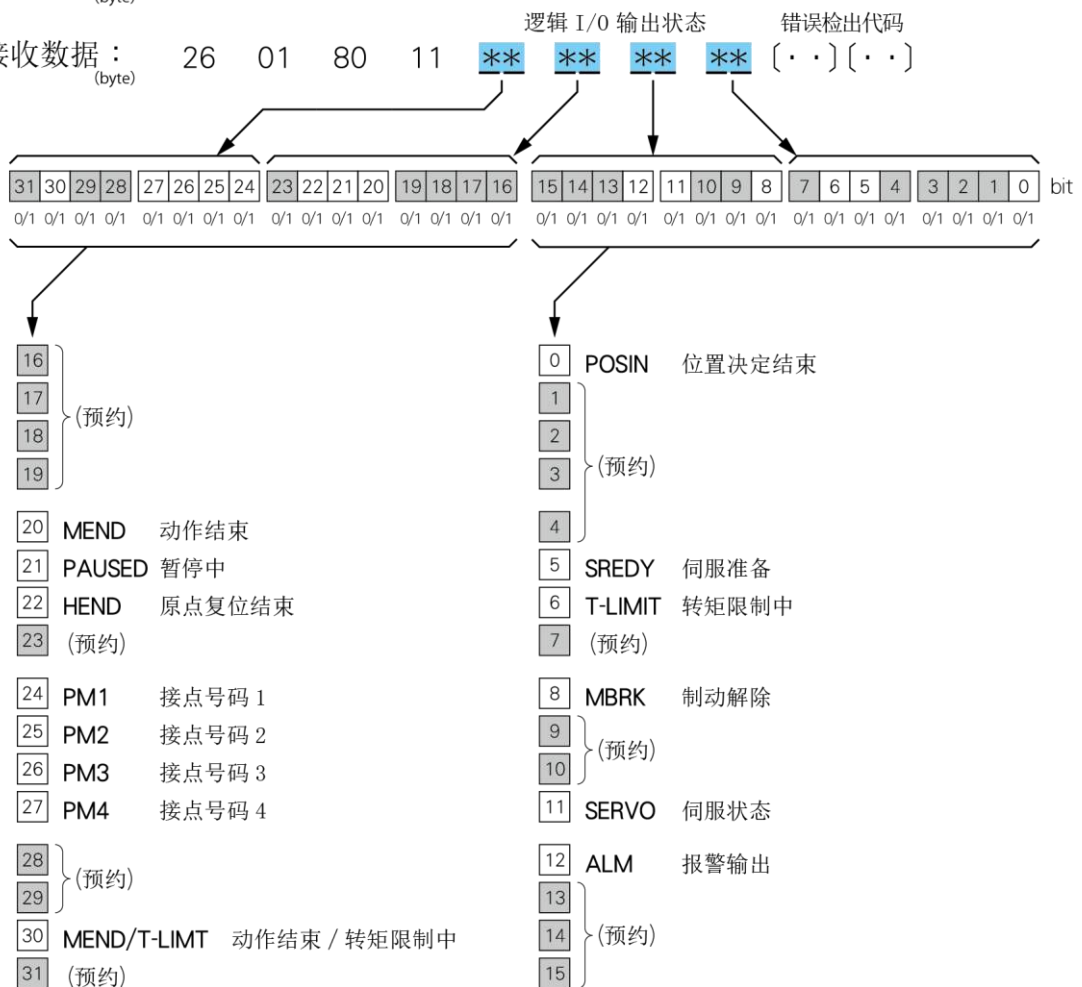 (byte)
逻辑 I/O 输出状态 错误检出代码
接收数据： 26 01 80 11 ** ** ** ** [··][··]
(byte)
31 30 29 28 27 26 25 24 23 22 21 20 19 18 17 16 15 14 13 12 11 10 9 8 7 6 5 4 3 2 1 0 bit
0/1 0/1 0/1 0/1 0/1 0/1 0/1 0/1 0/1 0/1 0/1 0/1 0/1 0/1 0/1 0/1 0/1 0/1 0/1 0/1 0/1 0/1 0/1 0/1 0/1 0/1 0/1 0/1 0/1 0/1 0/1 0/1
16
17
(预约)
18
19
20 MEND 动作结束
21 PAUSED 暂停中
22 HEND 原点复位结束
23 (预约)
24 PM1 接点号码 1
25 PM2 接点号码 2
26 PM3 接点号码 3
27 PM4 接点号码 4
28
(预约)
29
30 MEND/T-LIMT 动作结束 / 转矩限制中
31 (预约)
0 POSIN 位置决定结束
1
2
(预约)
3
4
5 SREDY 伺服准备
6 T-LIMIT 转矩限制中
7 (预约)
8 MBRK 制动解除
9
(预约)
10
11 SERVO 伺服状态
12 ALM 报警输出
13
14 (预约)
15